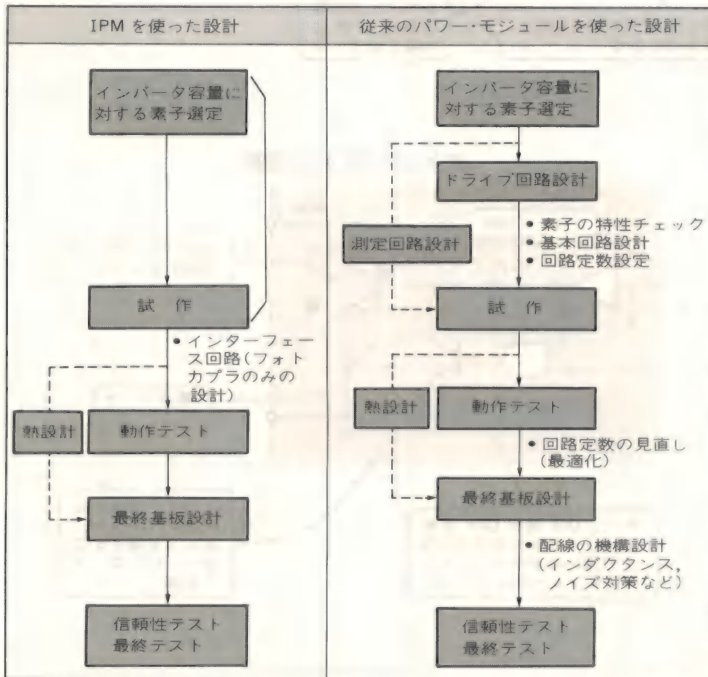 IPMを使った設計
インバータ容量に
対する素子選定
試作
●インターフェー
ス回路(フォト
カプラのみの
設計)
熱設計
動作テスト
最終基板設計
信頼性テスト
最終テスト
従来のパワー・モジュールを使った設計
インバータ容量に
対する素子選定
ドライブ回路設計
●素子の特性チェック
●基本回路設計
●回路定数設定
測定回路設計
試作
熱設計
動作テスト
●回路定数の見直し
(最適化)
最終基板設計
●配線の機構設計
(インダクタンス,
ノイズ対策など)
信頼性テスト
最終テスト